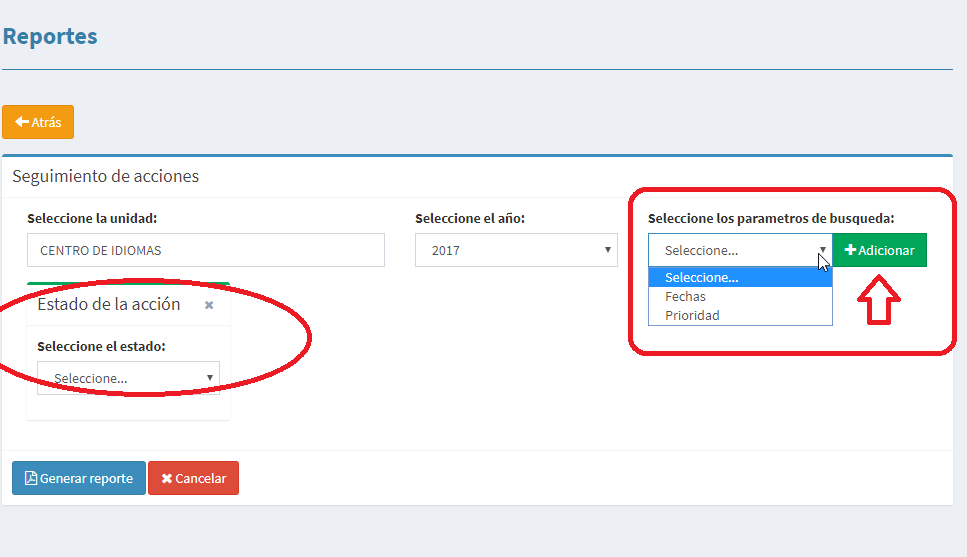 Reportes
Atrás
Seguimiento de acciones
Seleccione la unidad:
CENTRO DE IDIOMAS
Seleccione el año:
2017
Seleccione los parametros de busqueda:
Seleccione...
Adicionar
Seleccione...
Fechas
Prioridad
Estado de la acción
Seleccione el estado:
Seleccione...
Generar reporte
Cancelar